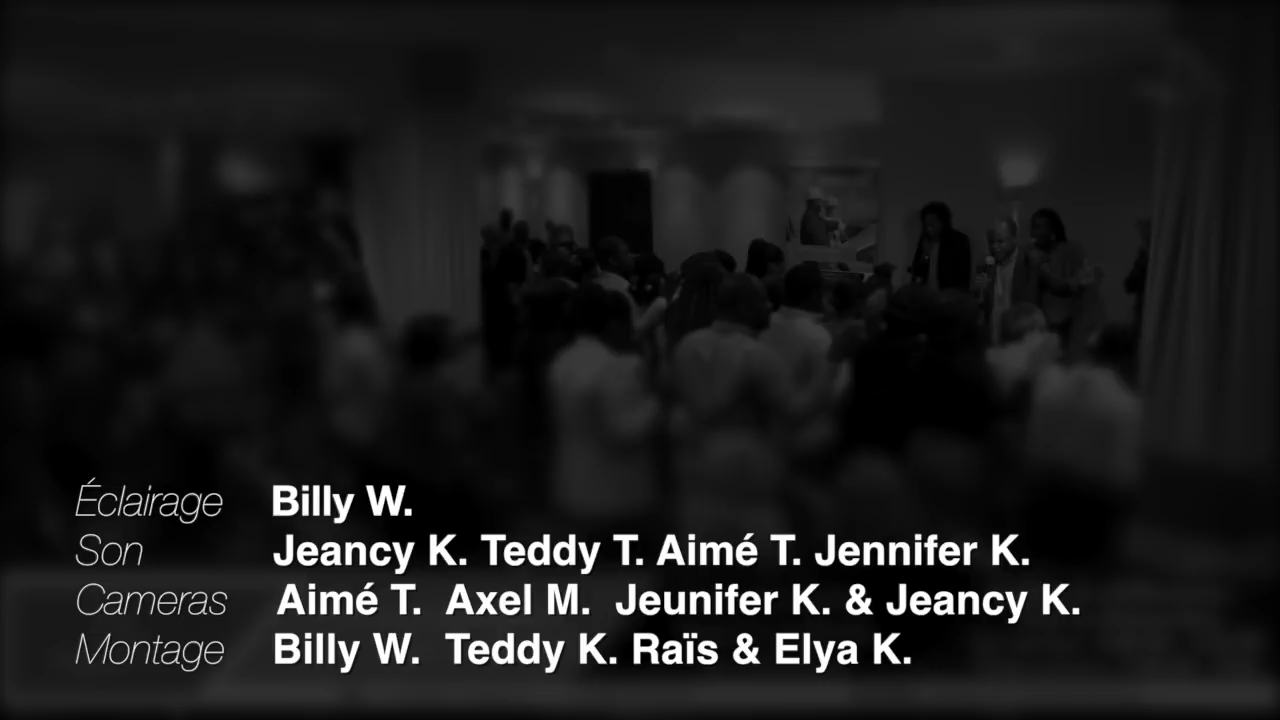 Éclairage Billy W.
Son Jeancy K. Teddy T. Aimé T. Jennifer K.
Cameras Aimé T. Axel M. Jeunifer K. & Jeancy K.
Montage Billy W. Teddy K. Raïs & Elya K.